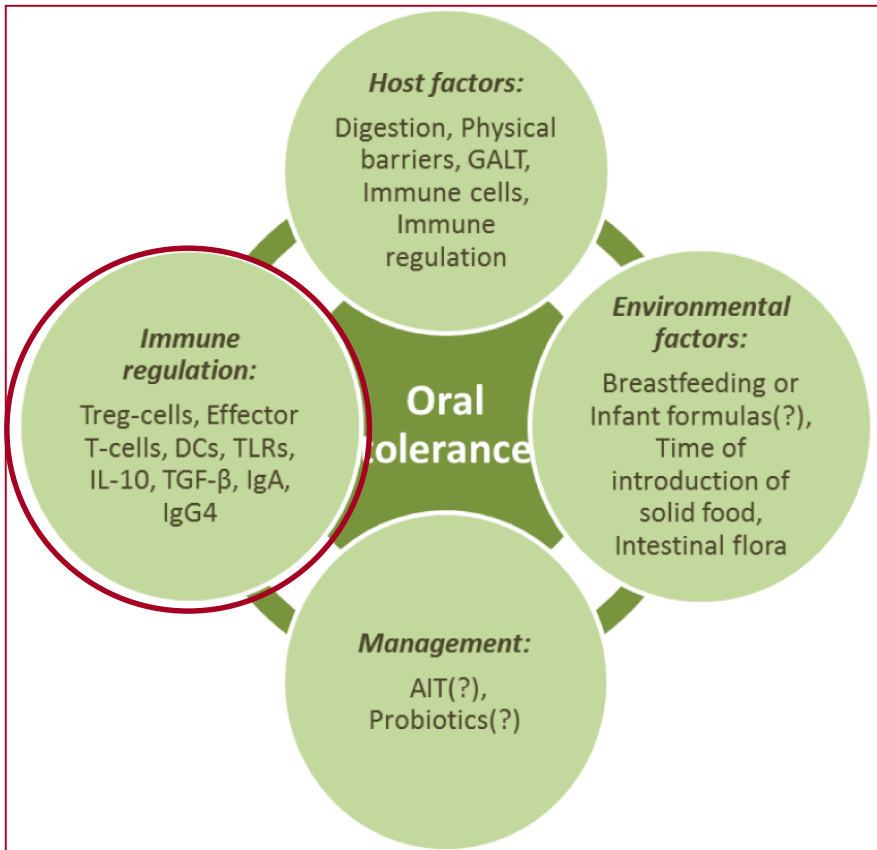 Host factors:
Digestion, Physical
barriers, GALT,
Immune cells,
Immune
regulation
Immune
regulation:
Treg-cells, Effector
T-cells, DCs, TLRs,
IL-10, TGF-β, IgA,
IgG4
Oral
tolerance
Environmental
factors:
Breastfeeding or
Infant formulas(?),
Time of
introduction of
solid food,
Intestinal flora
Management:
AIT(?),
Probiotics(?)